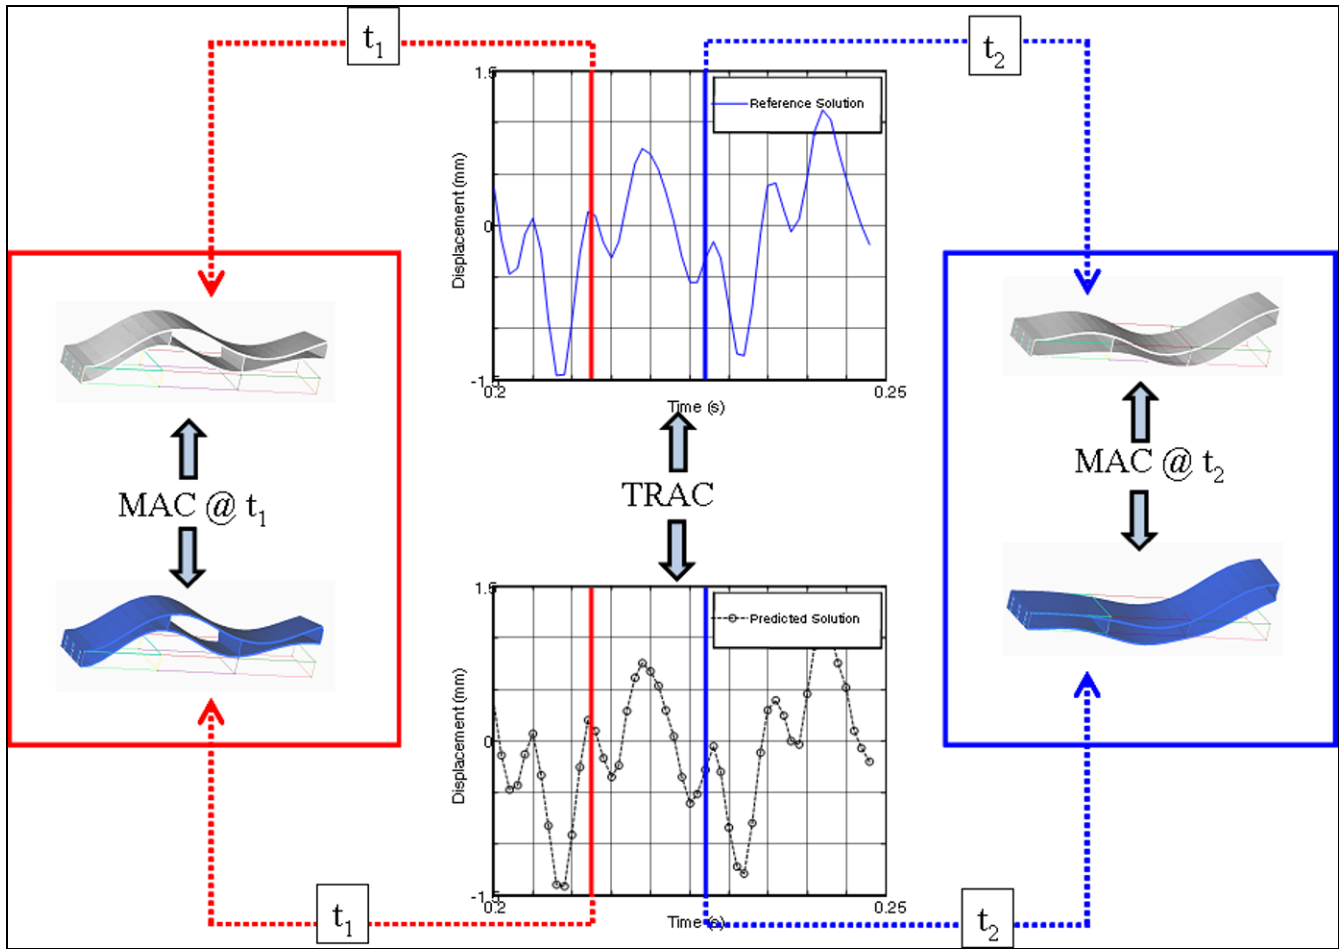 t1
t2
1.5
Reference Solution
Displacement (mm)
0
-1.5
0.2
0.25
Time (s)
MAC @ t1
TRAC
MAC @ t2
1.5
Predicted Solution
Displacement (mm)
0
-1.5
0.2
0.25
Time (s)
t1
t2